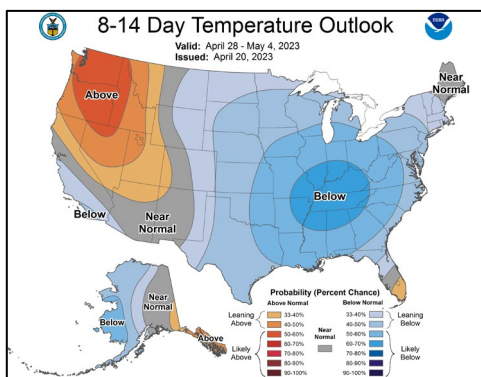 8-14 Day Temperature Outlook
Valid: April 28 - May 4, 2023
Issued: April 20, 2023
NOAA
Above
Near
Normal
Below
Near
Normal
Below
Near
Normal
Below
Above
Probability (Percent Chance)
Above Normal
Below Normal
Leaning
Above
33-40%
40-50%
Likely
Above
50-60%
60-70%
70-80%
80-90%
90-100%
Near
Normal
33-40%
40-50%
Leaning
Below
50-60%
60-70%
70-80%
80-90%
90-100%
Likely
Below